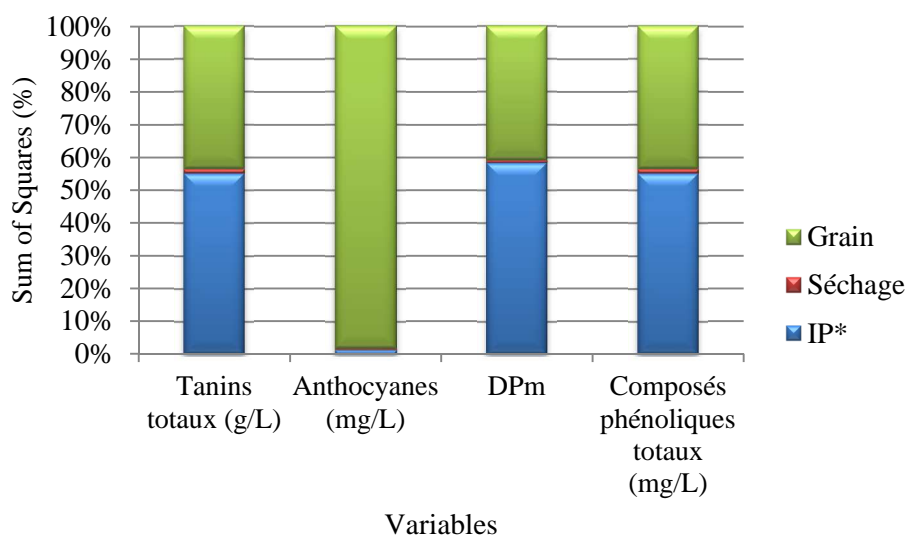 100%
90%
80%
70%
60%
50%
40%
30%
20%
10%
0%
Sum of Squares (%)
Tanins
totaux (g/L)
Anthocyanes
(mg/L)
DPm
Composés
phénoliques
totaux
(mg/L)
Variables
Grain
Séchage
IP*